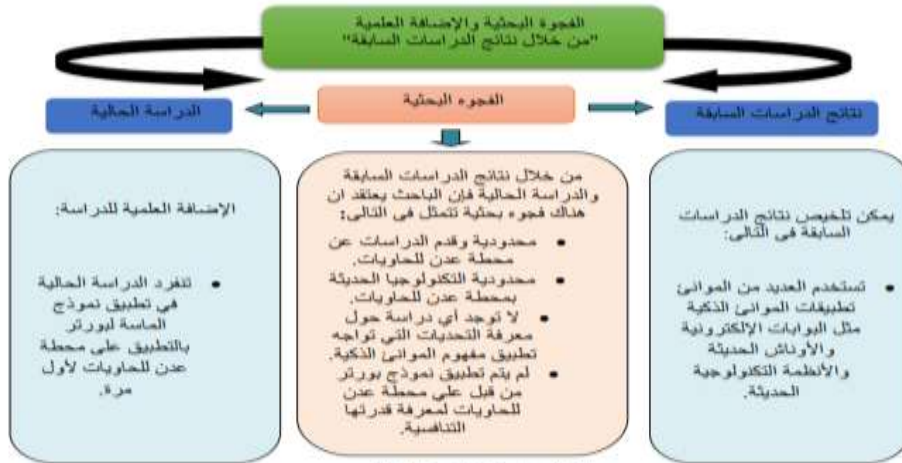 الفجوه البحثية والإضافة العلمية
"من خلال نتائج الدراسات السابقة"
نتائج الدراسات السابقة
الفجوه البحثية
الدراسة الحالية
يمكن تلخيص نتائج الدراسات
السابقة فى التالى:
• تستخدم العديد من الموانئ
تطبيقات الموانئ الذكية
مثل البوابات الإلكترونية
والأوناش الحديثة
والأنظمة التكنولوجية
الحديثة.
من خلال نتائج الدراسات السابقة
والدراسة الحالية فإن الباحث يعتقد ان
هناك فجوه بحثية تتمثل فى التالى:
• محدودية وقدم الدراسات عن
محطة عدن للحاويات.
• محدودية التكنولوجيا الحديثة
بمحطة عدن للحاويات.
• لا توجد أي دراسة حول
معرفة التحديات التي تواجه
تطبيق مفهوم الموانئ الذكية.
• لم يتم تطبيق نموذج بورتر
من قبل على محطة عدن
للحاويات لمعرفة قدرتها
التنافسية.
الإضافة العلمية للدراسة:
• تنفرد الدراسة الحالية
في تطبيق نموذج
الماسة لبورتر
بالتطبيق على محطة
عدن للحاويات لأول
مرة.